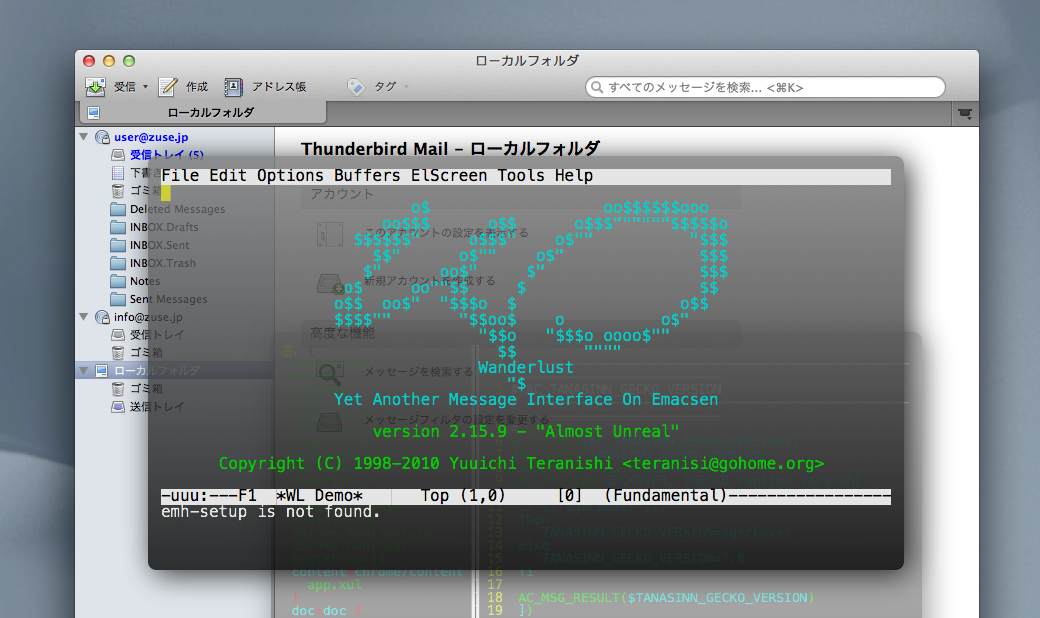 ローカルフォルダ
受信
作成
アドレス帳
タグ
すべてのメッセージを検索... <⌘K>
ローカルフォルダ
user@zuse.jp
受信トレイ (5)
下書き
ゴミ箱
Deleted Messages
INBOX.Drafts
INBOX.Sent
INBOX.Trash
Notes
Sent Messages
info@zuse.jp
受信トレイ
ゴミ箱
ローカルフォルダ
ゴミ箱
送信トレイ
Thunderbird Mail – ローカルフォルダ
File Edit Options Buffers ElScreen Tools Help
アカウント
このアカウントの設定を表示する
新規アカウントを作成する
高度な機能
メッセージを検索する
メッセージフィルタの設定を変更する
Wanderlust
Yet Another Message Interface On Emacsen
version 2.15.9 - "Almost Unreal"
Copyright (C) 1998-2010 Yuuichi Teranishi <teranisi@gohome.org>
-uuu:---F1 *WL Demo* Top (1,0) [0] (Fundamental)------------------
emh-setup is not found.
content chrome/content
app.xul
doc=doc {
12
13
14 else
15 TANASINN_GECKO_VERSION=7.0
16 fi
17
18 AC_MSG_RESULT($TANASINN_GECKO_VERSION)
19 ])